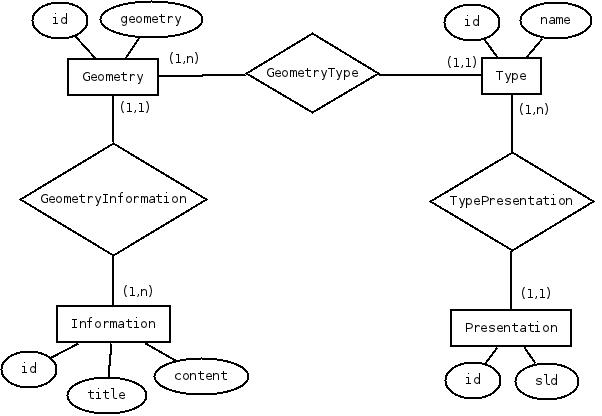 id
geometry
id
name
(1,n)
(1,1)
Geometry
GeometryType
Type
(1,1)
(1,n)
GeometryInformation
TypePresentation
(1,n)
(1,1)
Information
Presentation
id
title
content
id
sld